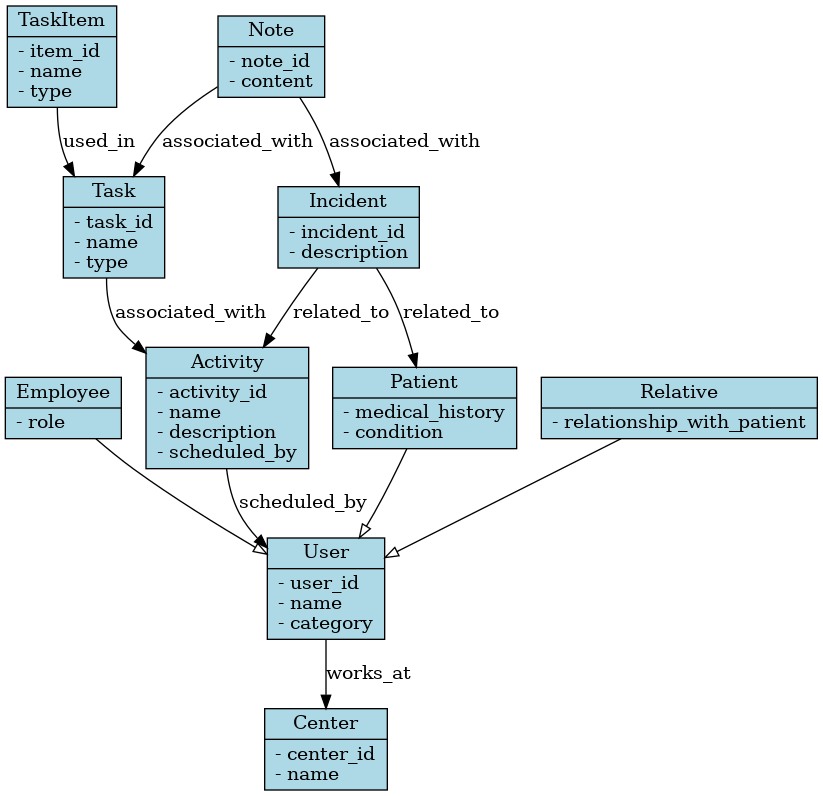 TaskItem
- item_id
- name
- type
Note
- note_id
- content
used_in
associated_with
associated_with
Task
- task_id
- name
- type
Incident
- incident_id
- description
associated_with
related_to
related_to
Employee
- role
Activity
- activity_id
- name
- description
- scheduled_by
Patient
- medical_history
- condition
Relative
- relationship_with_patient
scheduled_by
User
- user_id
- name
- category
works_at
Center
- center_id
- name